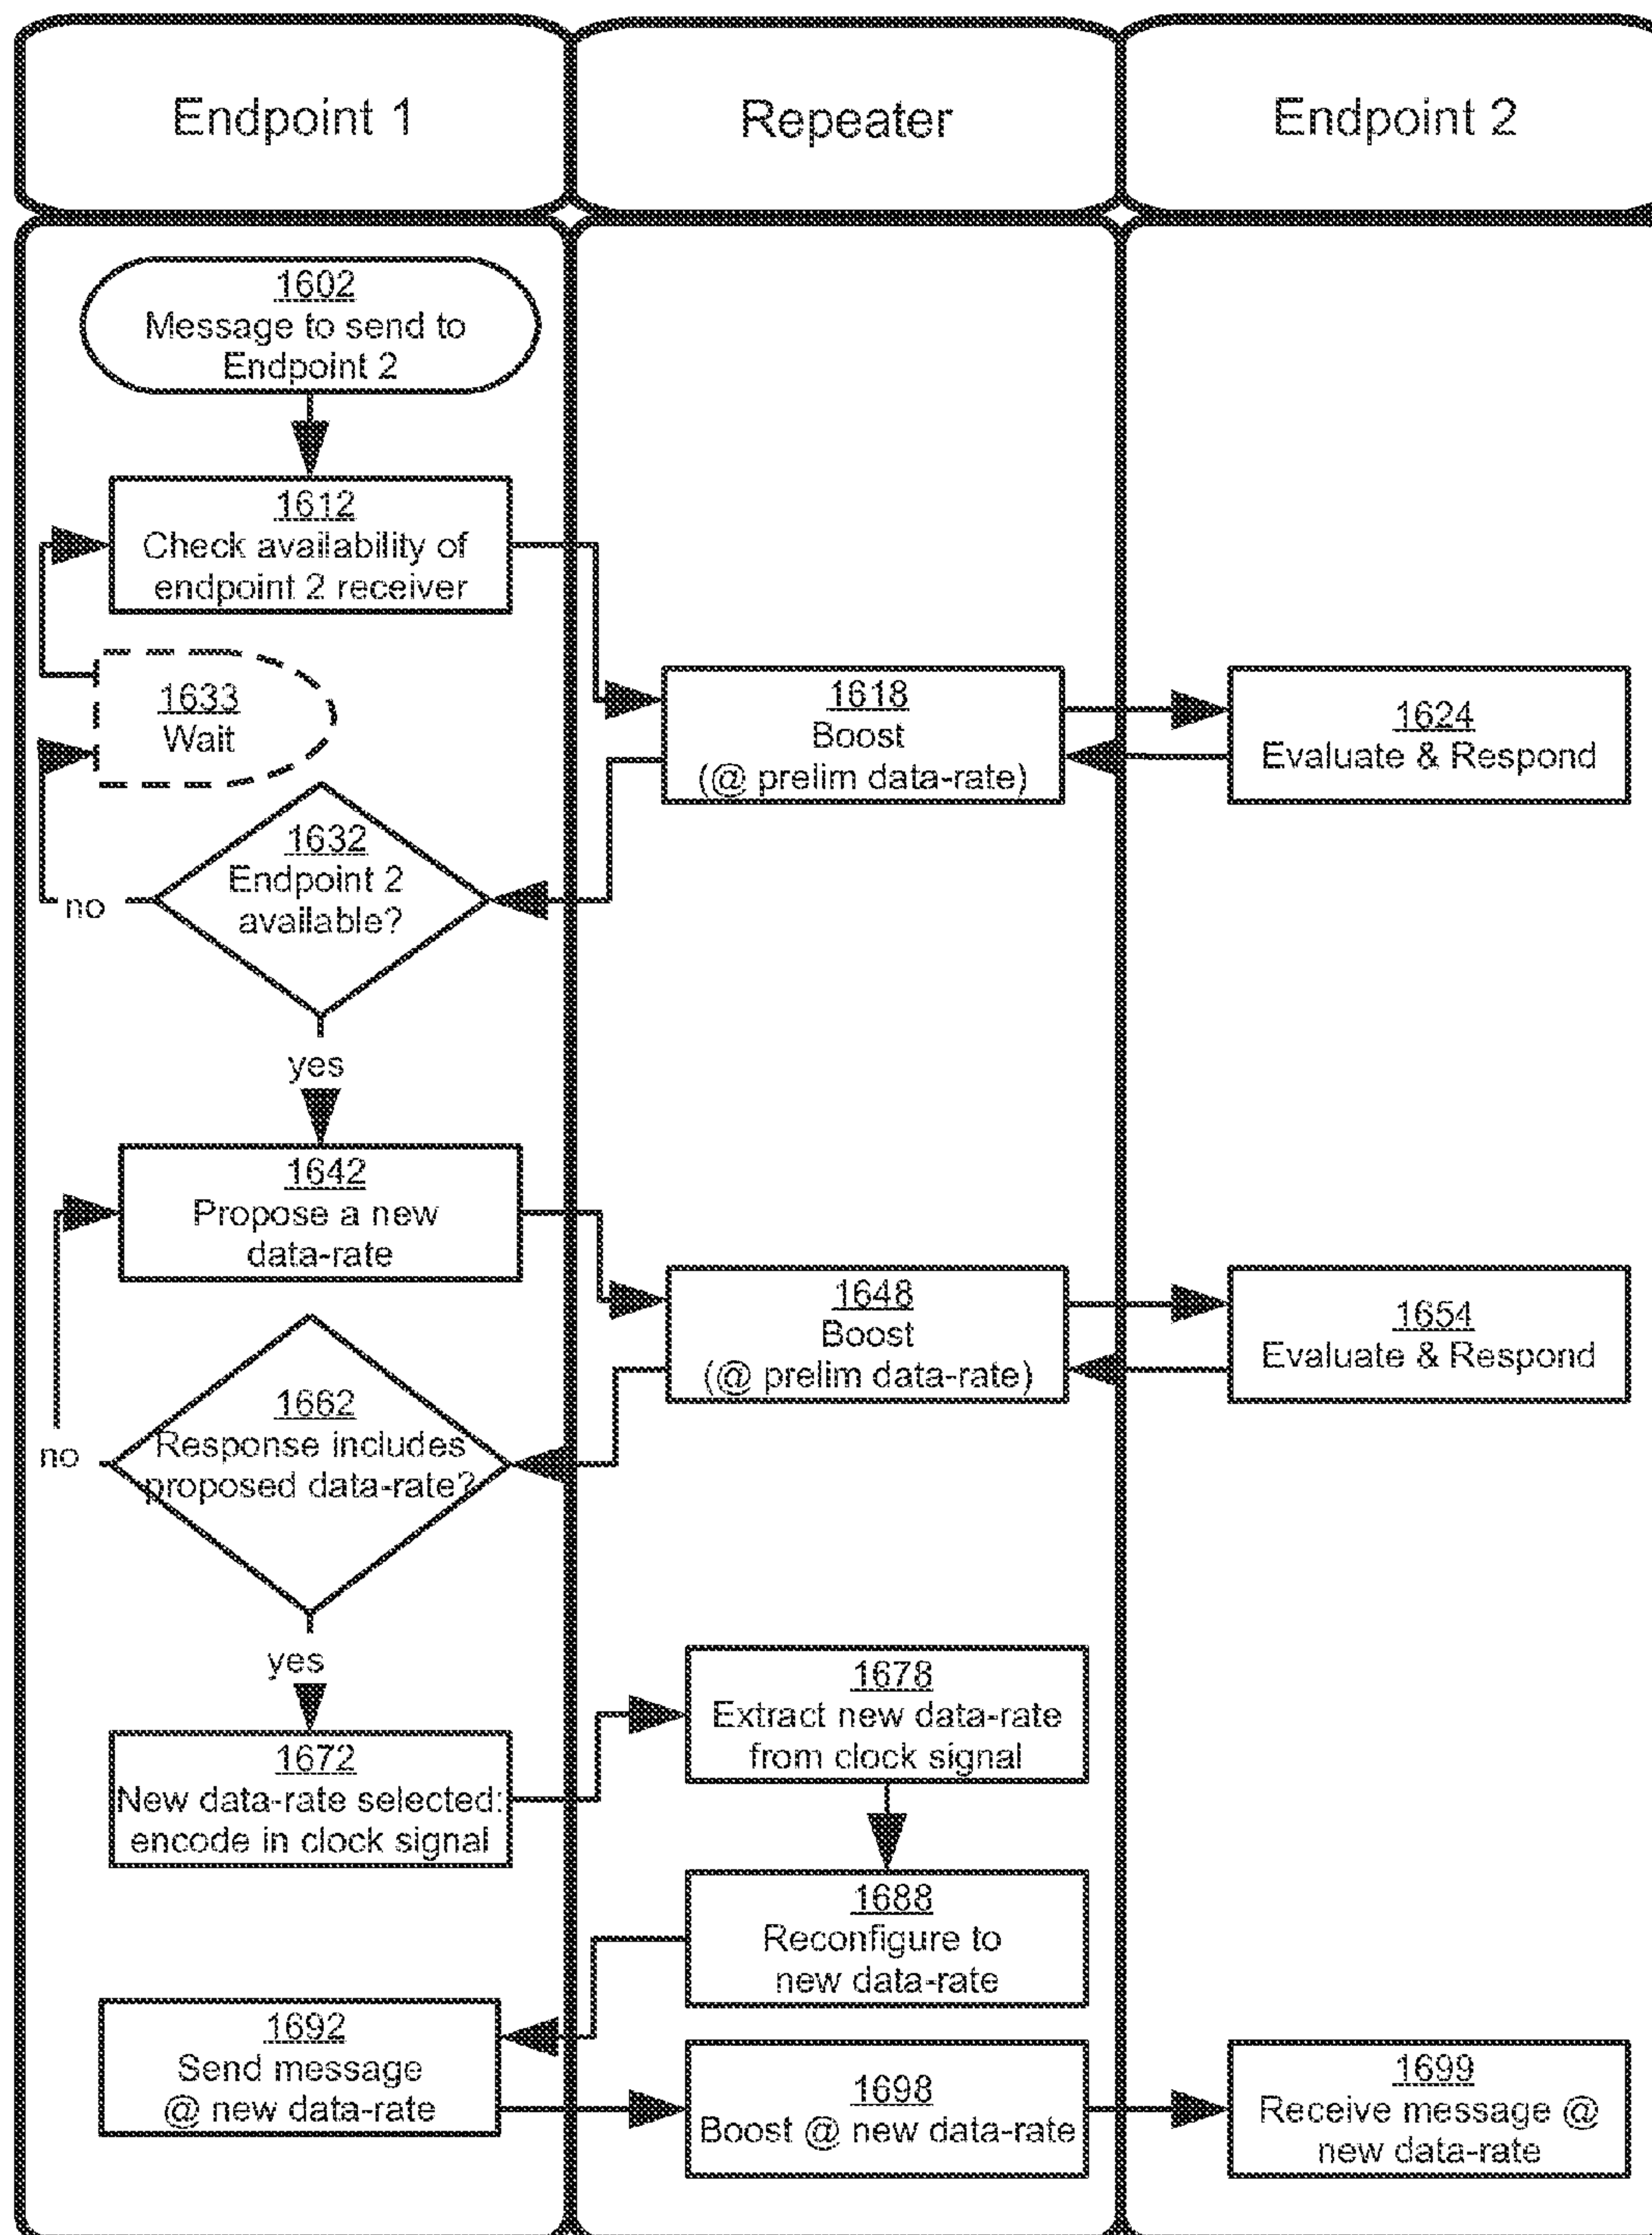 Endpoint 1
Repeater
Endpoint 2
1602
Message to send to
Endpoint 2
1612
Check availability of
endpoint 2 receiver
1633
Wait
1618
Boost
(@ prelim data-rate)
1624
Evaluate & Respond
1632
Endpoint 2
available?
no
yes
1642
Propose a new
data-rate
1648
Boost
(@ prelim data-rate)
1654
Evaluate & Respond
1662
Response includes
proposed data-rate?
no
yes
1672
New data-rate selected:
encode in clock signal
1678
Extract new data-rate
from clock signal
1688
Reconfigure to
new data-rate
1692
Send message
@ new data-rate
1698
Boost @ new data-rate
1699
Receive message @
new data-rate